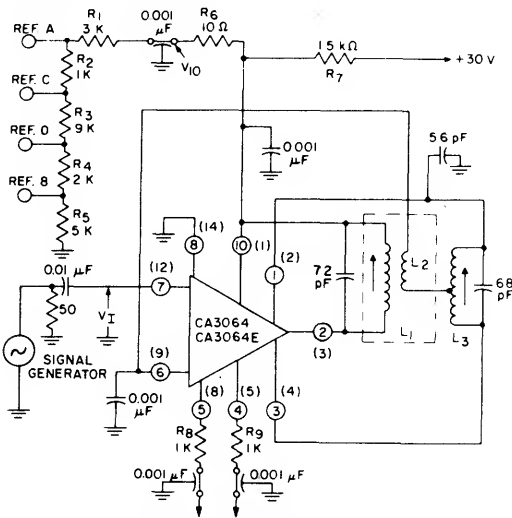 REF. A
R1
3 K
0.001
µF
V10
R6
10 Ω
15 kΩ
R7
+30 V
R2
1K
REF. C
R3
9 K
REF. D
R4
2 K
REF. 8
R5
5 K
0.001
µF
56 pF
(14)
8
10
(1)
(2)
1
72
pF
L1
L2
L3
68
pF
0.01 µF
50
VI
(12)
7
SIGNAL
GENERATOR
CA3064
CA3064E
2
(3)
(9)
6
0.001
µF
(8)
5
(5)
4
(4)
3
R8
1 K
R9
1 K
0.001
µF
0.001
µF